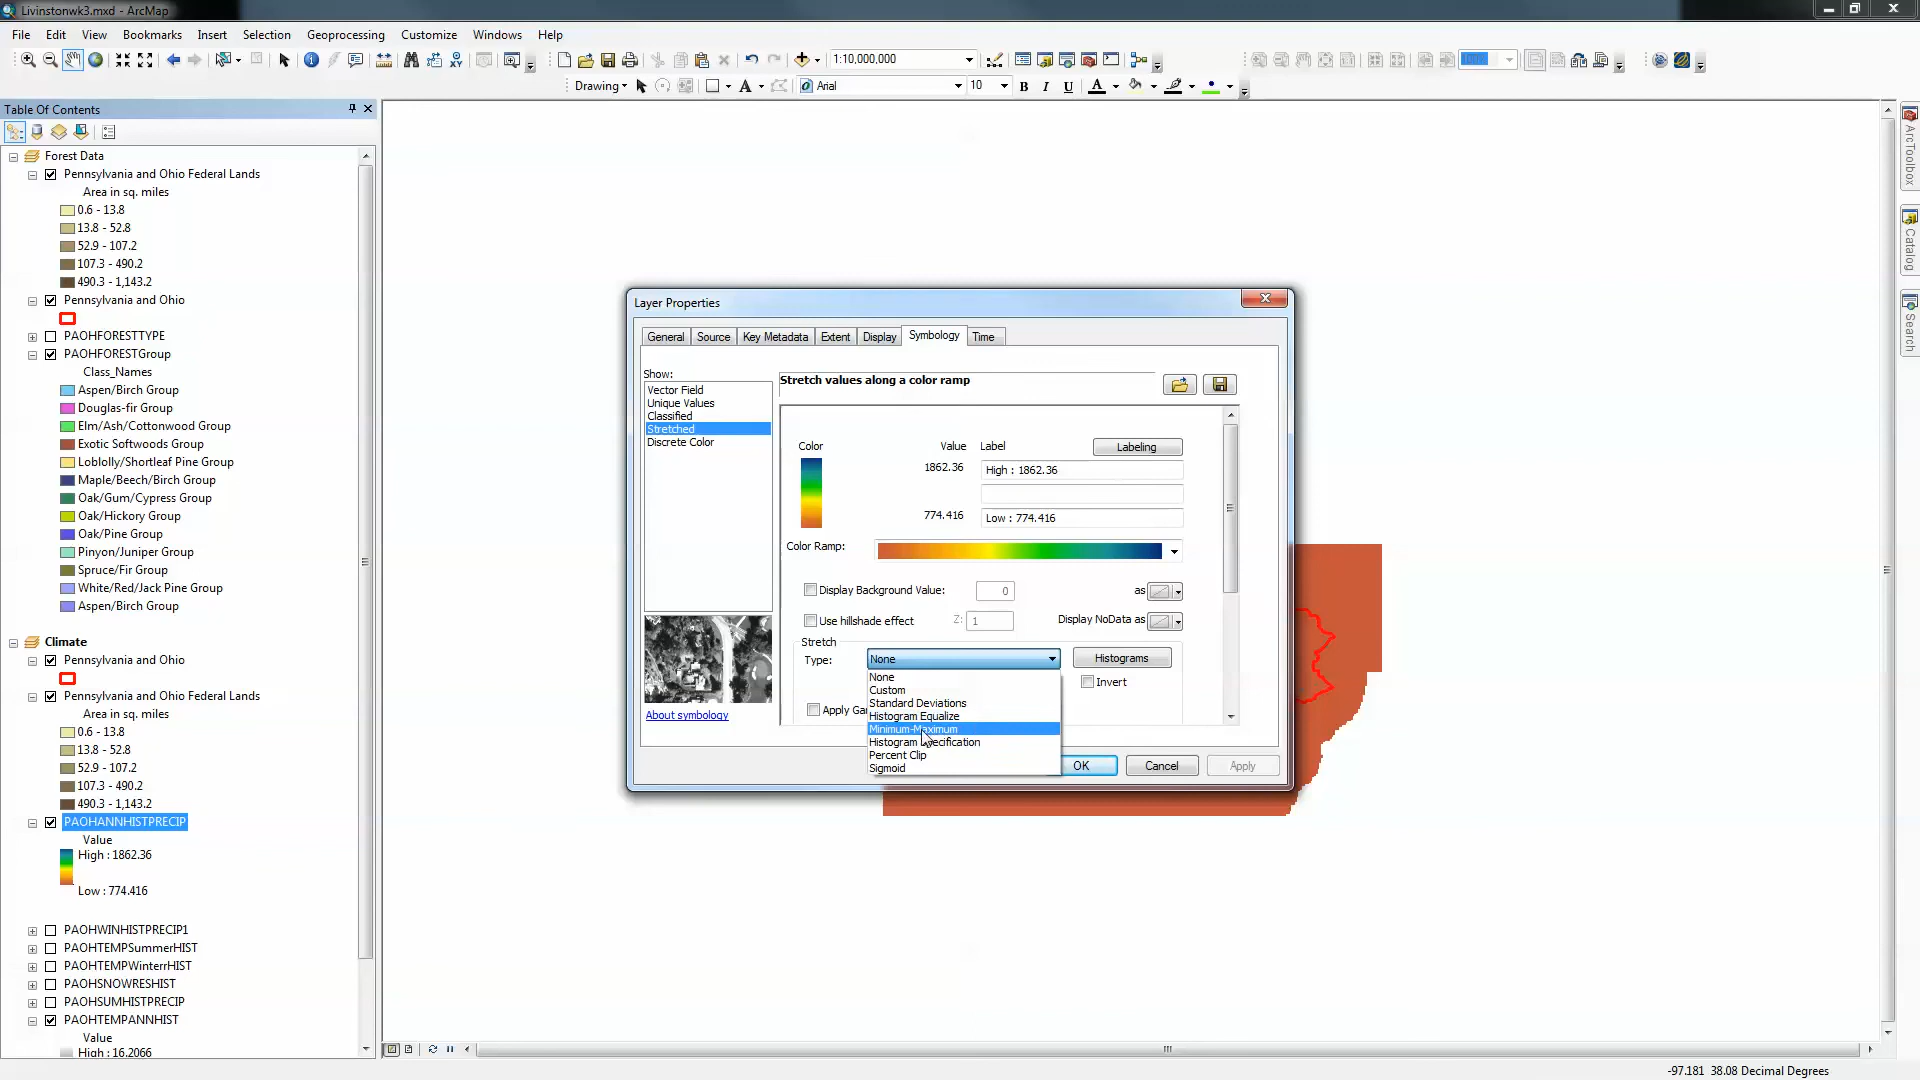 Livinstonwk3.mxd - ArcMap
File Edit View Bookmarks Insert Selection Geoprocessing Customize Windows Help
1:10,000,000
Drawing Arial 10 B I U A
Table Of Contents
Forest Data
Pennsylvania and Ohio Federal Lands
Area in sq. miles
0.6 - 13.8
13.8 - 52.8
52.9 - 107.2
107.3 - 490.2
490.3 - 1,143.2
Pennsylvania and Ohio
PAOHFORESTTYPE
PAOHFORESTGroup
Class_Names
Aspen/Birch Group
Douglas-fir Group
Elm/Ash/Cottonwood Group
Exotic Softwoods Group
Loblolly/Shortleaf Pine Group
Maple/Beech/Birch Group
Oak/Gum/Cypress Group
Oak/Hickory Group
Oak/Pine Group
Pinyon/Juniper Group
Spruce/Fir Group
White/Red/Jack Pine Group
Aspen/Birch Group
Climate
Pennsylvania and Ohio
Pennsylvania and Ohio Federal Lands
Area in sq. miles
0.6 - 13.8
13.8 - 52.8
52.9 - 107.2
107.3 - 490.2
490.3 - 1,143.2
PAOHANNHISTPRECIP
Value
High : 1862.36
Low : 774.416
PAOHWINHISTPRECIP1
PAOHTEMPSummerHIST
PAOHTEMPWinterrHIST
PAOHSNOWRESHIST
PAOHSUMHISTPRECIP
PAOHTEMPANNHIST
Value
High : 16.2066
Layer Properties
General Source Key Metadata Extent Display Symbology Time
Show:
Vector Field
Unique Values
Classified
Stretched
Discrete Color
About symbology
Stretch values along a color ramp
Color Value Label Labeling
1862.36 High : 1862.36
774.416 Low : 774.416
Color Ramp:
Display Background Value: 0 as
Use hillshade effect Z: 1 Display NoData as
Stretch
Type: None Histograms
None
Custom
Standard Deviations
Histogram Equalize
Minimum-Maximum
Histogram
Percent Clip
Sigmoid
Invert
Apply
OK Cancel Apply
ArcToolbox
Catalog
Search
-97.181 38.08 Decimal Degrees